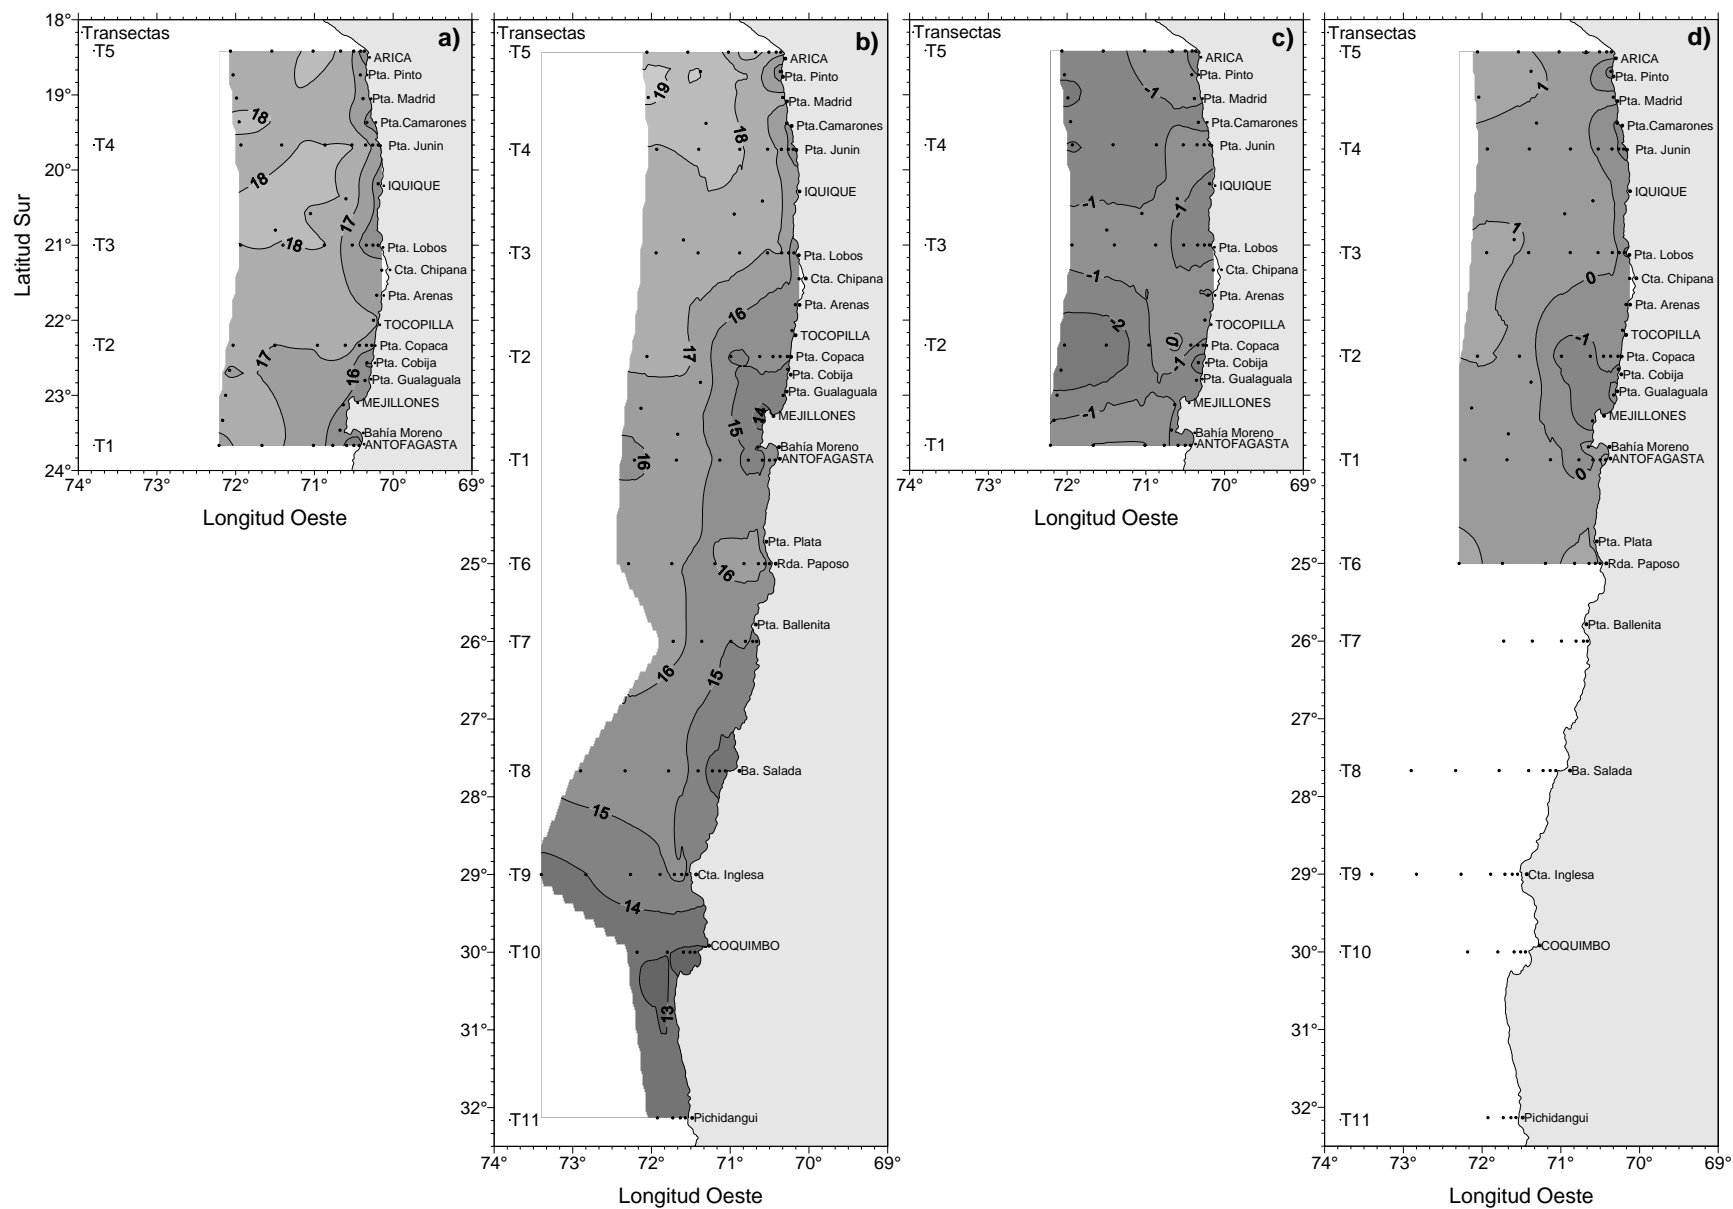 Transectas
a)
18°
19°
20°
21°
22°
23°
24°
Latitud Sur
·T5
·T4
·T3
·T2
·T1
ARICA
Pta. Pinto
Pta. Madrid
Pta.Camarones
Pta. Junin
IQUIQUE
Pta. Lobos
Cta. Chipana
Pta. Arenas
TOCOPILLA
Pta. Copaca
Pta. Cobija
Pta. Gualaguala
MEJILLONES
Bahía Moreno
ANTOFAGASTA
18
18
17
18
17
16
74° 73° 72° 71° 70° 69°
Longitud Oeste
Transectas
b)
·T5
·T4
·T3
·T2
·T1
·T6
·T7
·T8
·T9
·T10
·T11
25°
26°
27°
28°
29°
30°
31°
32°
ARICA
Pta. Pinto
Pta. Madrid
Pta.Camarones
Pta. Junin
IQUIQUE
Pta. Lobos
Cta. Chipana
Pta. Arenas
TOCOPILLA
Pta. Copaca
Pta. Cobija
Pta. Gualaguala
MEJILLONES
Bahía Moreno
ANTOFAGASTA
Pta. Plata
Rda. Paposo
Pta. Ballenita
Ba. Salada
Cta. Inglesa
COQUIMBO
Pichidangui
19
18
16
17
14
15
16
16
16
15
15
14
13
74° 73° 72° 71° 70° 69°
Longitud Oeste
Transectas
c)
·T5
·T4
·T3
·T2
·T1
ARICA
Pta. Pinto
Pta. Madrid
Pta.Camarones
Pta. Junin
IQUIQUE
Pta. Lobos
Cta. Chipana
Pta. Arenas
TOCOPILLA
Pta. Copaca
Pta. Cobija
Pta. Gualaguala
MEJILLONES
Bahía Moreno
ANTOFAGASTA
-1
-1
-1
-1
-2
0
-1
-1
74° 73° 72° 71° 70° 69°
Longitud Oeste
Transectas
d)
·T5
·T4
·T3
·T2
·T1
·T6
·T7
·T8
·T9
·T10
·T11
25°
26°
27°
28°
29°
30°
31°
32°
ARICA
Pta. Pinto
Pta. Madrid
Pta.Camarones
Pta. Junin
IQUIQUE
Pta. Lobos
Cta. Chipana
Pta. Arenas
TOCOPILLA
Pta. Copaca
Pta. Cobija
Pta. Gualaguala
MEJILLONES
Bahía Moreno
ANTOFAGASTA
Pta. Plata
Rda. Paposo
Pta. Ballenita
Ba. Salada
Cta. Inglesa
COQUIMBO
Pichidangui
1
1
0
-1
0
74° 73° 72° 71° 70° 69°
Longitud Oeste